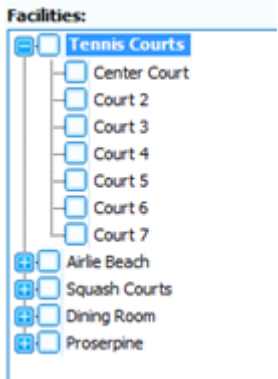 Facilities:
Tennis Courts
Center Court
Court 2
Court 3
Court 4
Court 5
Court 6
Court 7
Airlie Beach
Squash Courts
Dining Room
Proserpine